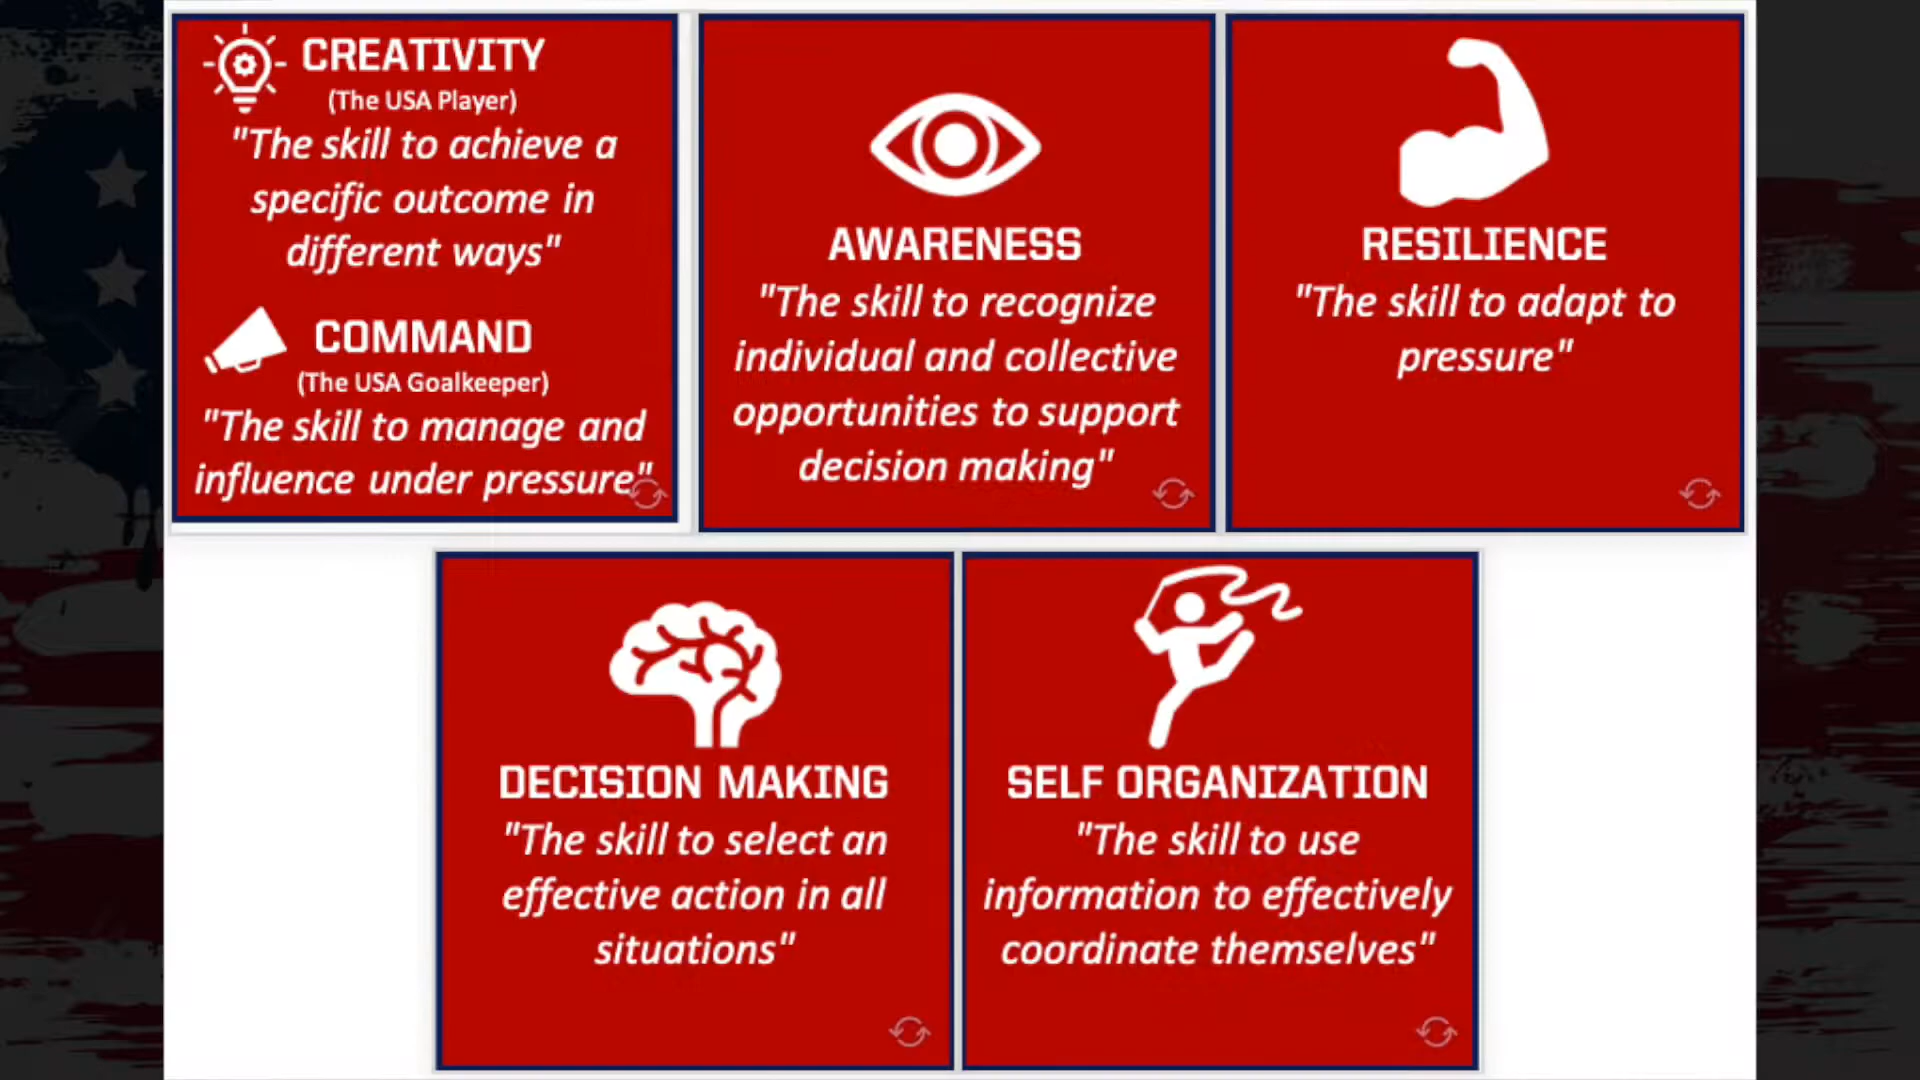 CREATIVITY
(The USA Player)
"The skill to achieve a
specific outcome in
different ways"
COMMAND
(The USA Goalkeeper)
"The skill to manage and
influence under pressure"
AWARENESS
"The skill to recognize
individual and collective
opportunities to support
decision making"
RESILIENCE
"The skill to adapt to
pressure"
DECISION MAKING
"The skill to select an
effective action in all
situations"
SELF ORGANIZATION
"The skill to use
information to effectively
coordinate themselves"